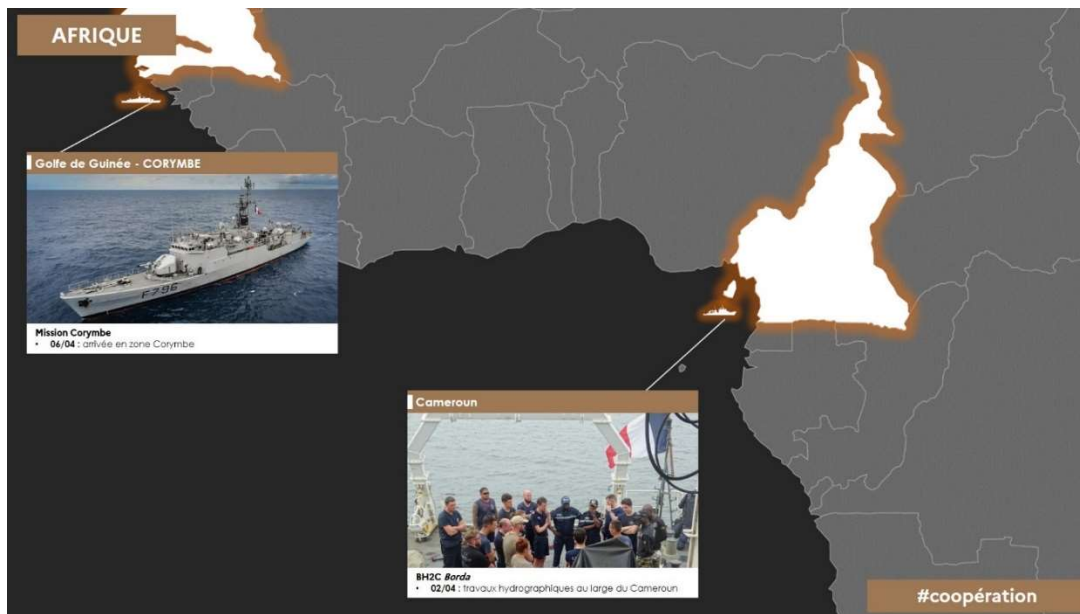 AFRIQUE
Golfe de Guinée - CORYMBE
F796
Mission Corymbe
• 06/04 : arrivée en zone Corymbe
Cameroun
BH2C Borda
• 02/04 : travaux hydrographiques au large du Cameroun
#coopération